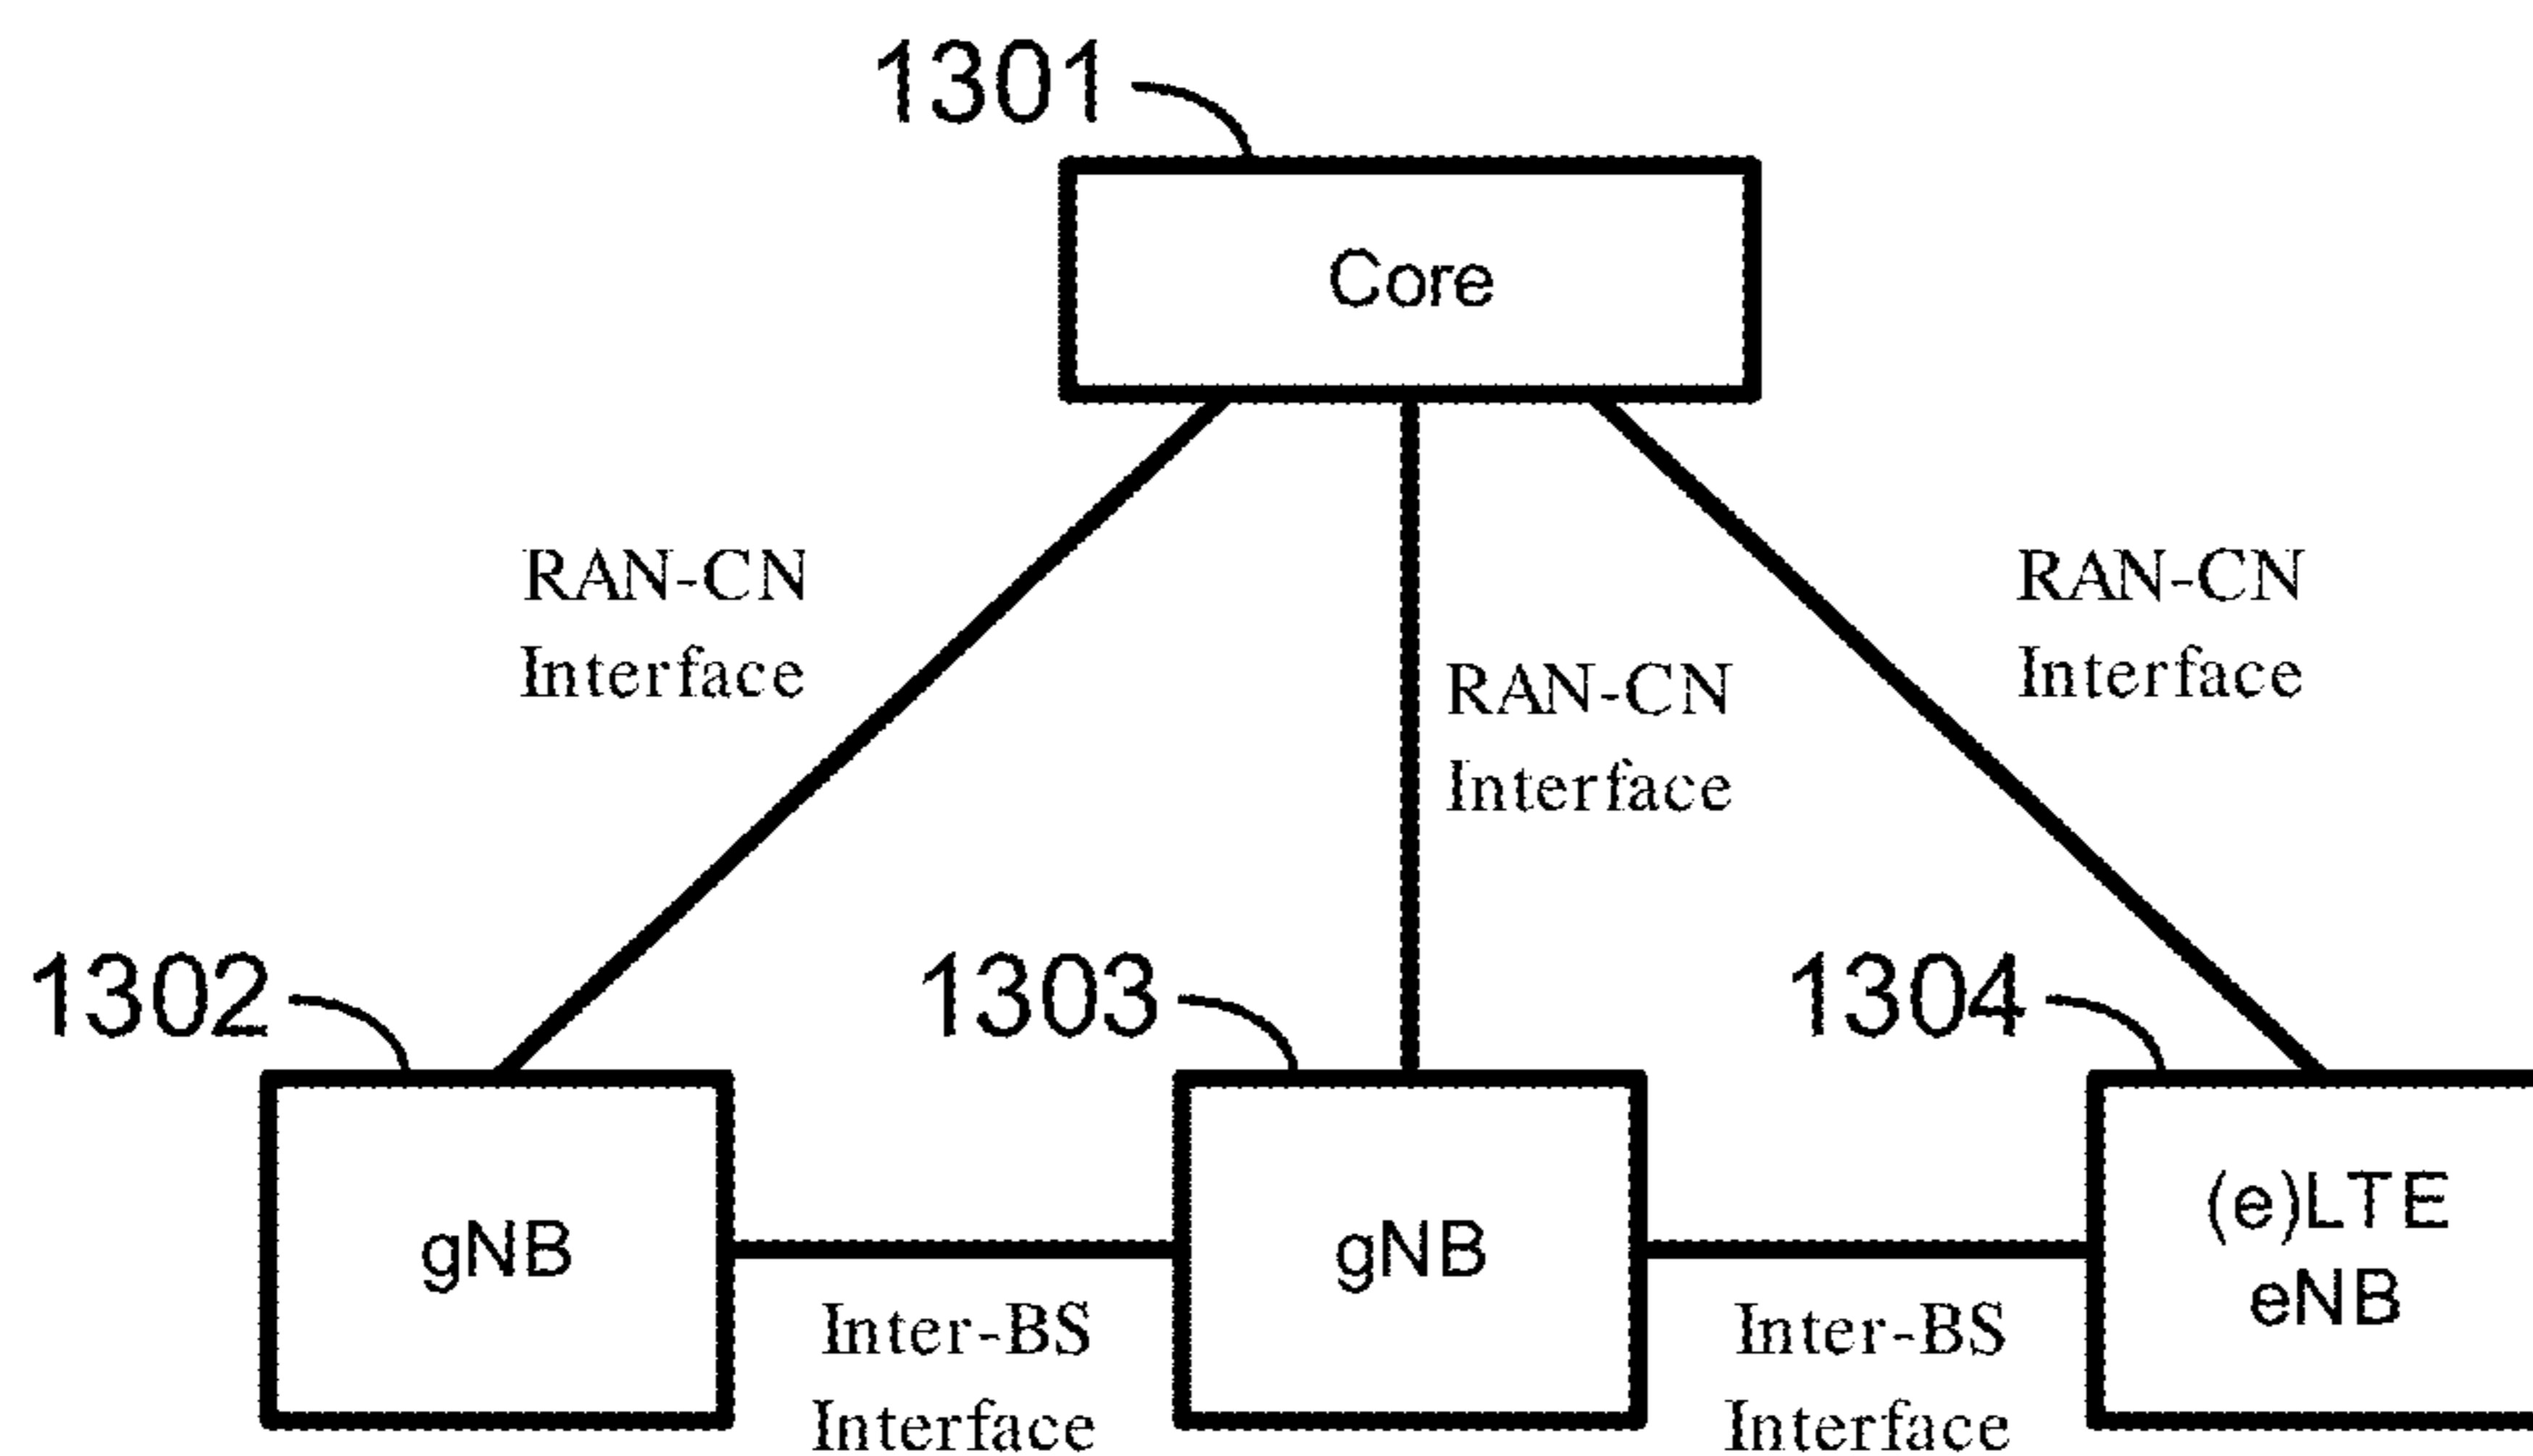 1301
Core
RAN-CN
Interface
RAN-CN
Interface
RAN-CN
Interface
1302
1303
1304
gNB
gNB
(e)LTE
eNB
Inter-BS
Interface
Inter-BS
Interface